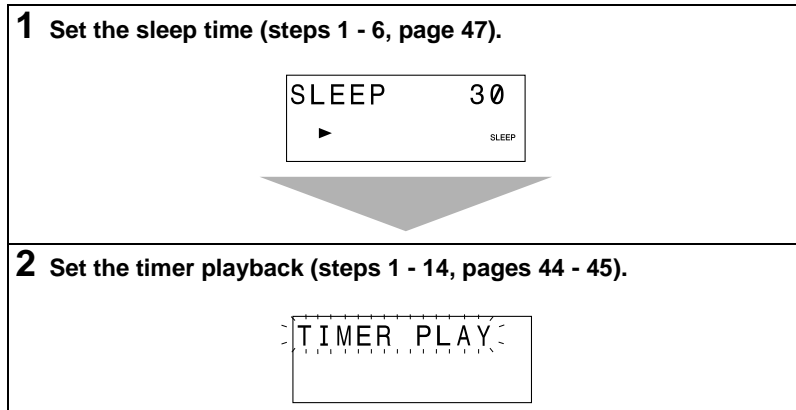 1 Set the sleep time (steps 1 - 6, page 47).
SLEEP 30
SLEEP
2 Set the timer playback (steps 1 - 14, pages 44 - 45).
TIMER PLAY